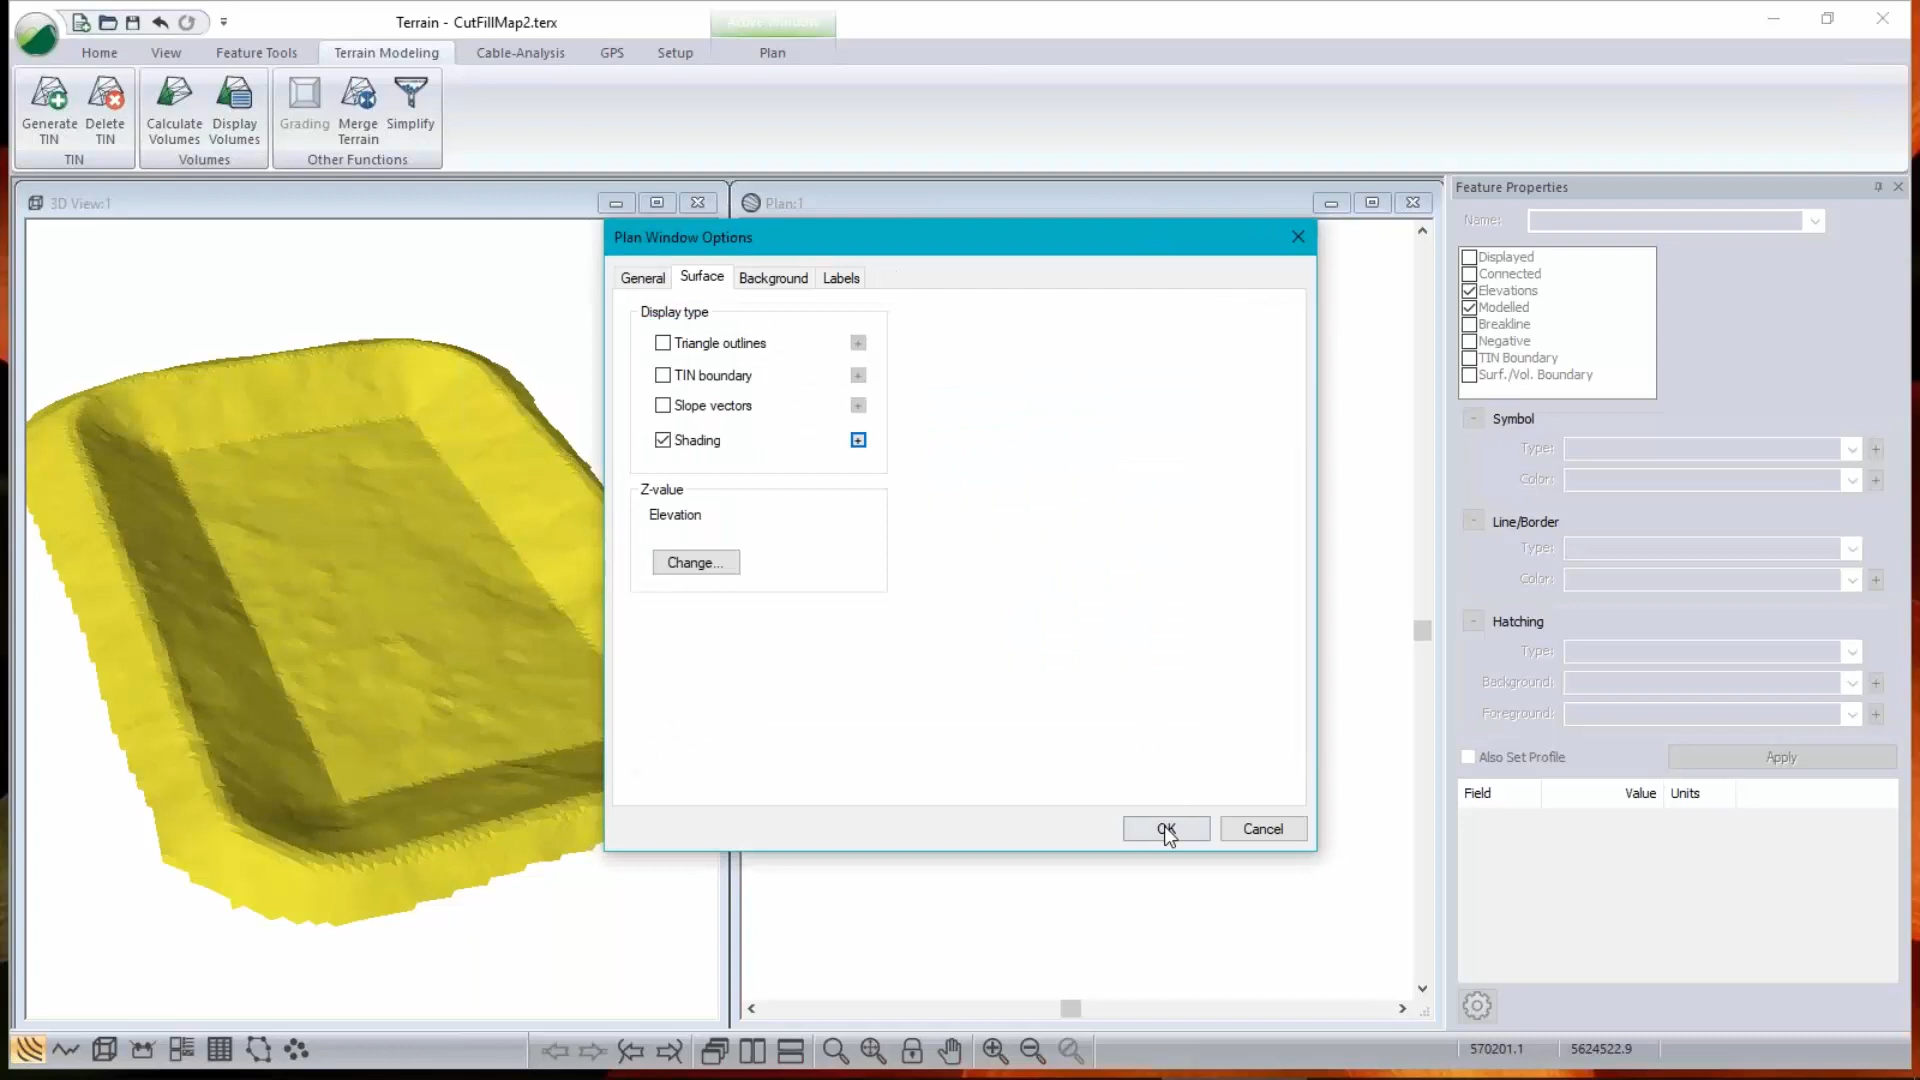 Terrain - CutFillMap2.terx
Active Window
Home View Feature Tools Terrain Modeling Cable-Analysis GPS Setup Plan
Generate TIN
Delete TIN
TIN
Calculate Volumes
Display Volumes
Volumes
Grading
Merge Terrain
Simplify
Other Functions
3D View:1
Plan:1
Plan Window Options
General Surface Background Labels
Display type
Triangle outlines
TIN boundary
Slope vectors
Shading
Z-value
Elevation
Change...
OK Cancel
Feature Properties
Name:
Displayed
Connected
Elevations
Modelled
Breakline
Negative
TIN Boundary
Surf./Vol. Boundary
Symbol
Type:
Color:
Line/Border
Type:
Color:
Hatching
Type:
Background:
Foreground:
Also Set Profile Apply
Field Value Units
570201.1 5624522.9